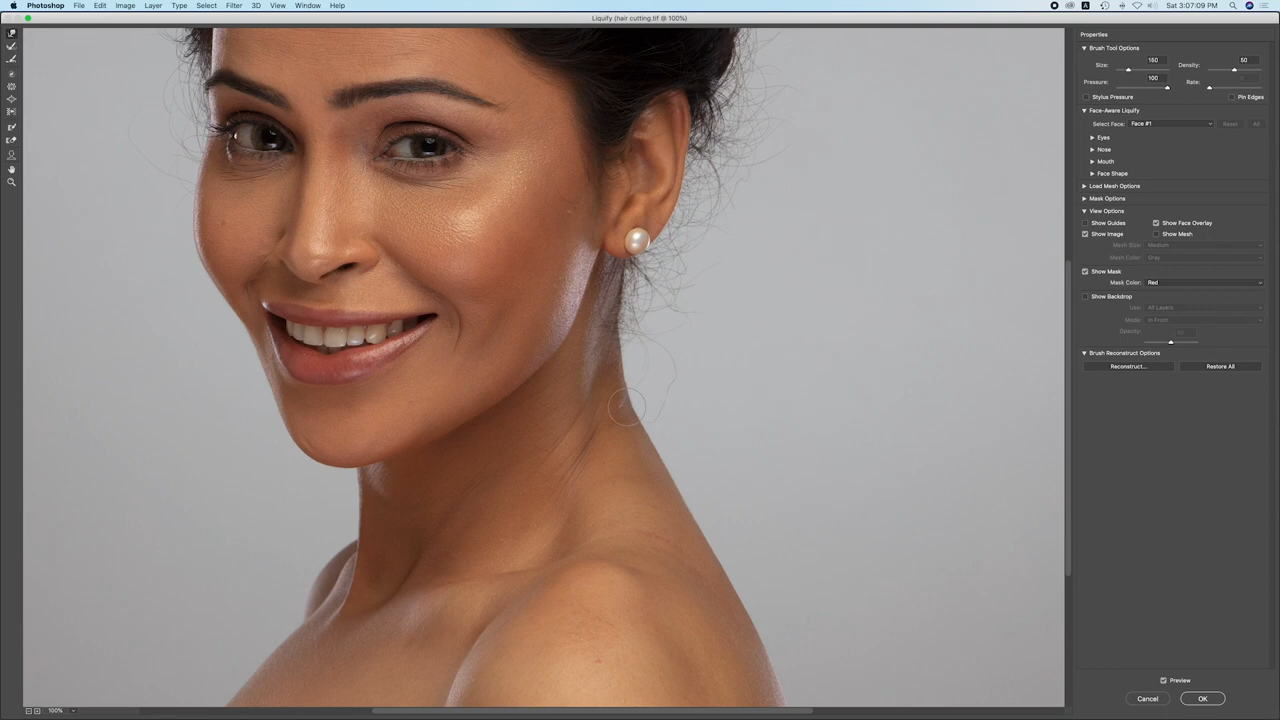 Photoshop File Edit Image Layer Type Select Filter 3D View Window Help A Sat 3:07:09 PM
Liquify (hair cutting.tif @ 100%)
Properties
Brush Tool Options
Size: 150 Density: 50
Pressure: 100 Rate:
Stylus Pressure Pin Edges
Face-Aware Liquify
Select Face: Face #1 Reset All
Eyes
Nose
Mouth
Face Shape
Load Mesh Options
Mask Options
View Options
Show Guides Show Face Overlay
Show Image Show Mesh
Mesh Size: Medium
Mesh Color: Gray
Show Mask
Mask Color: Red
Show Backdrop
Use: All Layers
Mode: In Front
Opacity: 50
Brush Reconstruct Options
Reconstruct... Restore All
Preview
Cancel OK
100%